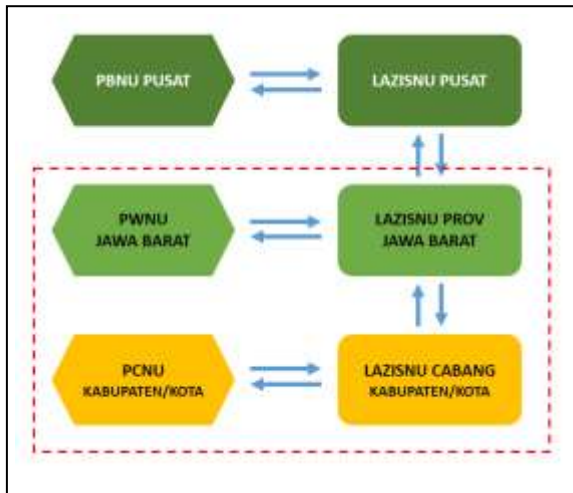 PBNU PUSAT
LAZISNU PUSAT
PWNU
JAWA BARAT
LAZISNU PROV
JAWA BARAT
PCNU
KABUPATEN/KOTA
LAZISNU CABANG
KABUPATEN/KOTA